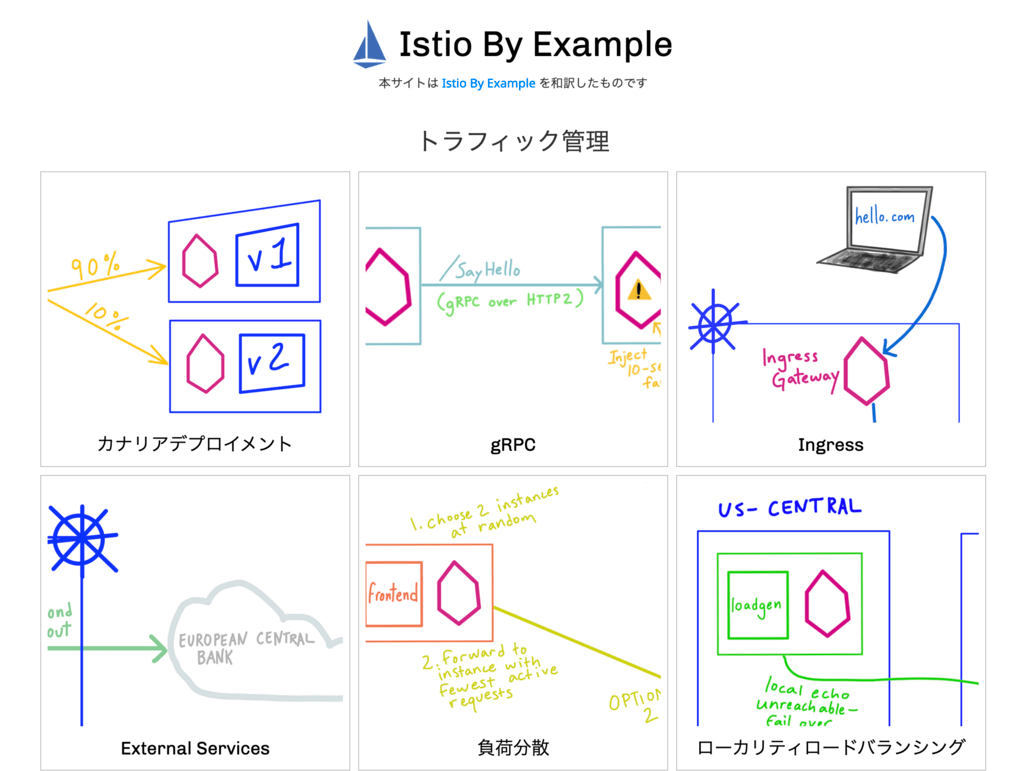 Istio By Example
本サイトは Istio By Example を和訳したものです
トラフィック管理
90%
10%
v1
v2
カナリアデプロイメント
/SayHello
(gRPC over HTTP2)
Inject
10-se
fa
gRPC
hello.com
Ingress
Gateway
Ingress
ond
out
EUROPEAN CENTRAL
BANK
External Services
1. choose 2 instances
at random
frontend
2. Forward to
instance with
fewest active
requests
OPTION
2
負荷分散
US- CENTRAL
loadgen
local echo
unreachable-
fail over
ローカリティロードバランシング